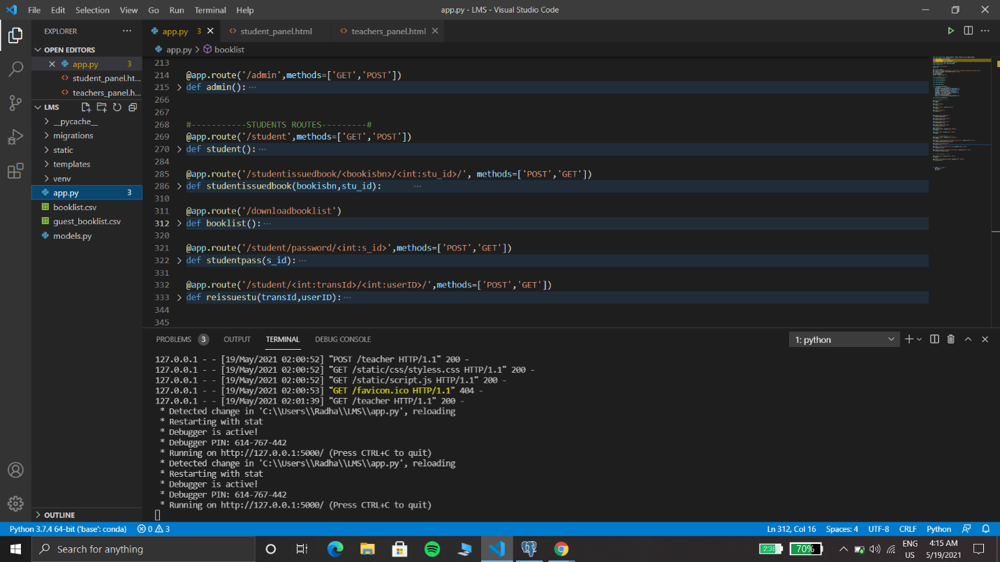 File Edit Selection View Go Run Terminal Help app.py - LMS - Visual Studio Code
EXPLORER ··· app.py 3 student_panel.html teachers_panel.html
OPEN EDITORS
app.py 3
student_panel.ht...
teachers_panel.h...
LMS
__pycache__
migrations
static
templates
venv
app.py 3
booklist.csv
guest_booklist.csv
models.py
OUTLINE
app.py > booklist
213
214 @app.route('/admin',methods=['GET','POST'])
215 def admin():···
266
267
268 #-----------STUDENTS ROUTES---------#
269 @app.route('/student',methods=['GET','POST'])
270 def student():···
284
285 @app.route('/studentissuedbook/<bookisbn>/<int:stu_id>/', methods=['POST','GET'])
286 def studentissuedbook(bookisbn,stu_id): ···
310
311 @app.route('/downloadbooklist')
312 def booklist():···
320
321 @app.route('/student/password/<int:s_id>',methods=['POST','GET'])
322 def studentpass(s_id):···
331
332 @app.route('/student/<int:transId>/<int:userID>/',methods=['POST','GET'])
333 def reissuestu(transId,userID):···
344
345
PROBLEMS 3 OUTPUT TERMINAL DEBUG CONSOLE 1: python
127.0.0.1 - - [19/May/2021 02:00:52] "POST /teacher HTTP/1.1" 200 -
127.0.0.1 - - [19/May/2021 02:00:52] "GET /static/css/styless.css HTTP/1.1" 200 -
127.0.0.1 - - [19/May/2021 02:00:52] "GET /static/script.js HTTP/1.1" 200 -
127.0.0.1 - - [19/May/2021 02:00:53] "GET /favicon.ico HTTP/1.1" 404 -
127.0.0.1 - - [19/May/2021 02:01:39] "GET /teacher HTTP/1.1" 200 -
* Detected change in 'C:\\Users\\Radha\\LMS\\app.py', reloading
* Restarting with stat
* Debugger is active!
* Debugger PIN: 614-767-442
* Running on http://127.0.0.1:5000/ (Press CTRL+C to quit)
* Detected change in 'C:\\Users\\Radha\\LMS\\app.py', reloading
* Restarting with stat
* Debugger is active!
* Debugger PIN: 614-767-442
* Running on http://127.0.0.1:5000/ (Press CTRL+C to quit)
Python 3.7.4 64-bit ('base': conda) 0 3 Ln 312, Col 16 Spaces: 4 UTF-8 CRLF Python
Search for anything 70% ENG US 4:15 AM 5/19/2021